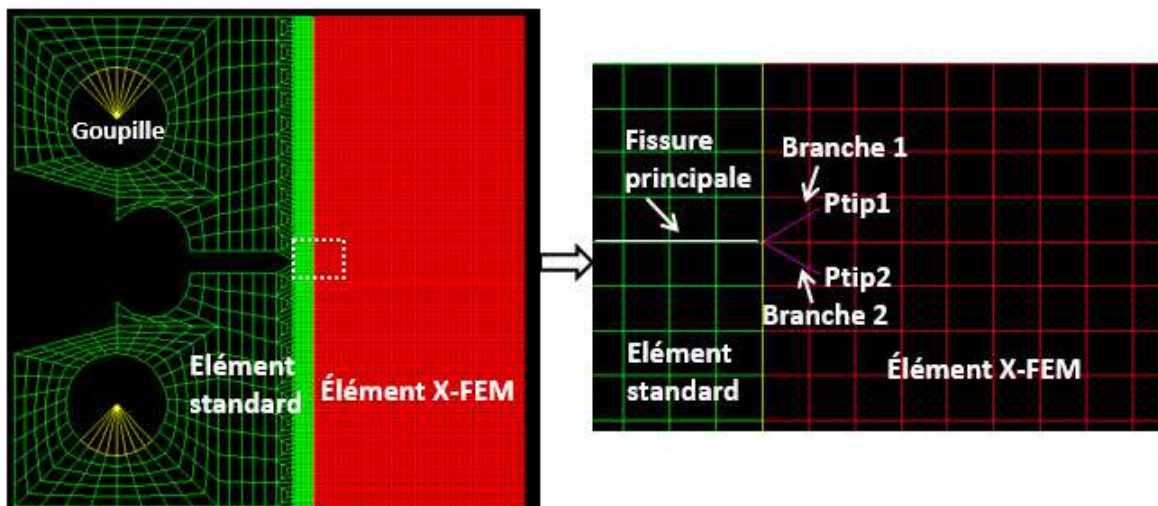 Goupille
Elément
standard
Élément X-FEM
Fissure
principale
Branche 1
Ptip1
Ptip2
Branche 2
Elément
standard
Élément X-FEM